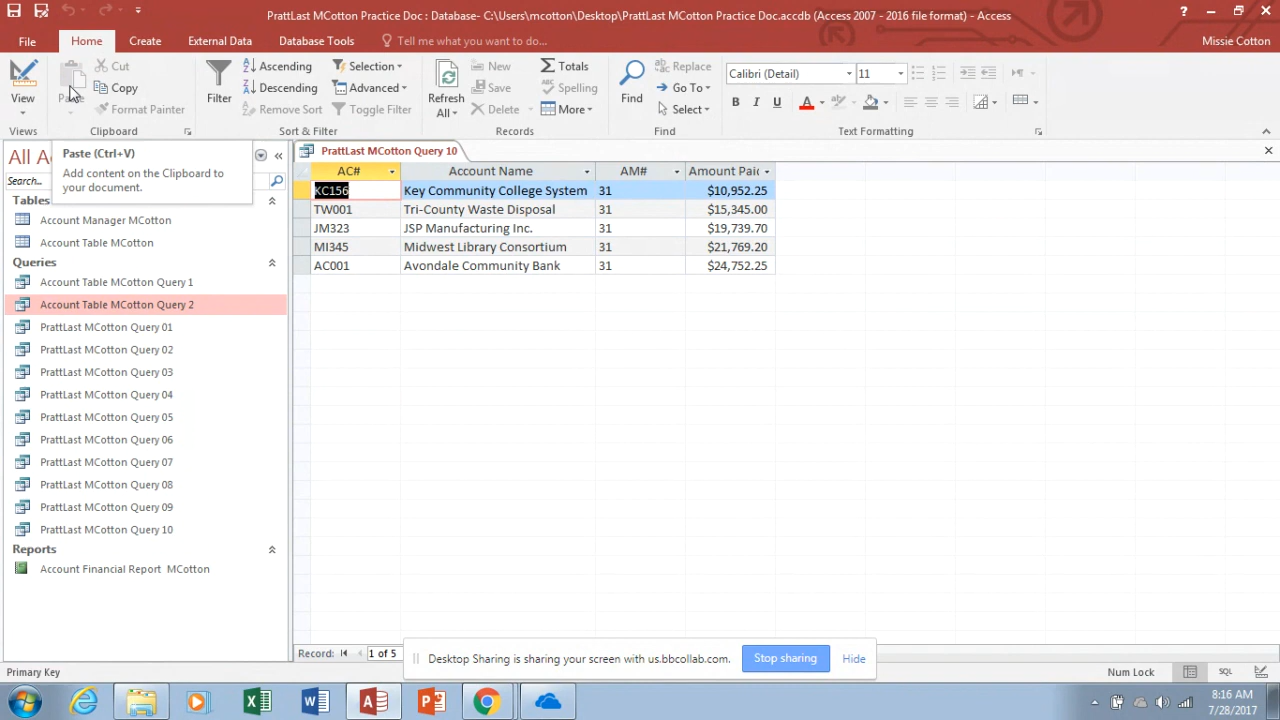 PrattLast MCotton Practice Doc : Database- C:\Users\mcotton\Desktop\PrattLast MCotton Practice Doc.accdb (Access 2007 - 2016 file format) - Access
File Home Create External Data Database Tools Tell me what you want to do... Missie Cotton
View
Views
Cut
Copy
Format Painter
Clipboard
Filter
Ascending
Descending
Remove Sort
Selection
Advanced
Toggle Filter
Sort & Filter
Refresh
All
New
Save
Delete
Totals
Spelling
More
Records
Find
Replace
Go To
Select
Find
Calibri (Detail) 11
B I U A
Text Formatting
Paste (Ctrl+V)
Add content on the Clipboard to
your document.
Search...
Tables
Account Manager MCotton
Account Table MCotton
Queries
Account Table MCotton Query 1
Account Table MCotton Query 2
PrattLast MCotton Query 01
PrattLast MCotton Query 02
PrattLast MCotton Query 03
PrattLast MCotton Query 04
PrattLast MCotton Query 05
PrattLast MCotton Query 06
PrattLast MCotton Query 07
PrattLast MCotton Query 08
PrattLast MCotton Query 09
PrattLast MCotton Query 10
Reports
Account Financial Report MCotton
PrattLast MCotton Query 10
AC# Account Name AM# Amount Paid
KC156 Key Community College System 31 $10,952.25
TW001 Tri-County Waste Disposal 31 $15,345.00
JM323 JSP Manufacturing Inc. 31 $19,739.70
MI345 Midwest Library Consortium 31 $21,769.20
AC001 Avondale Community Bank 31 $24,752.25
Record: 1 of 5
Desktop Sharing is sharing your screen with us.bbcollab.com. Stop sharing Hide
Primary Key Num Lock SQL
8:16 AM
7/28/2017